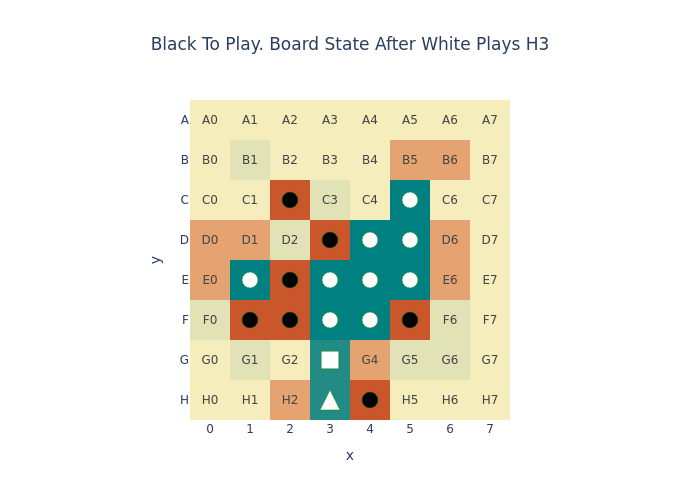 Black To Play. Board State After White Plays H3
A A0 A1 A2 A3 A4 A5 A6 A7
B B0 B1 B2 B3 B4 B5 B6 B7
C C0 C1 C3 C4 C6 C7
D D0 D1 D2 D6 D7
y
E E0 E6 E7
F F0 F6 F7
G G0 G1 G2 G4 G5 G6 G7
H H0 H1 H2 H5 H6 H7
0 1 2 3 4 5 6 7
x